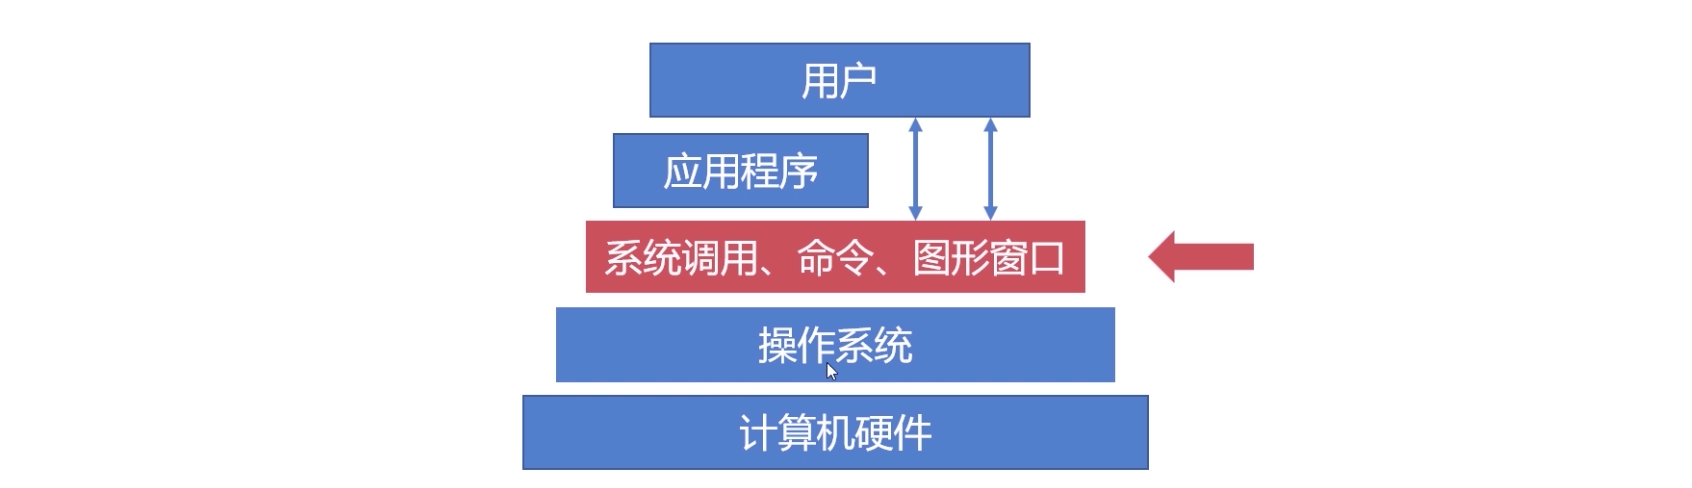 用户
应用程序
系统调用、命令、图形窗口
操作系统
计算机硬件